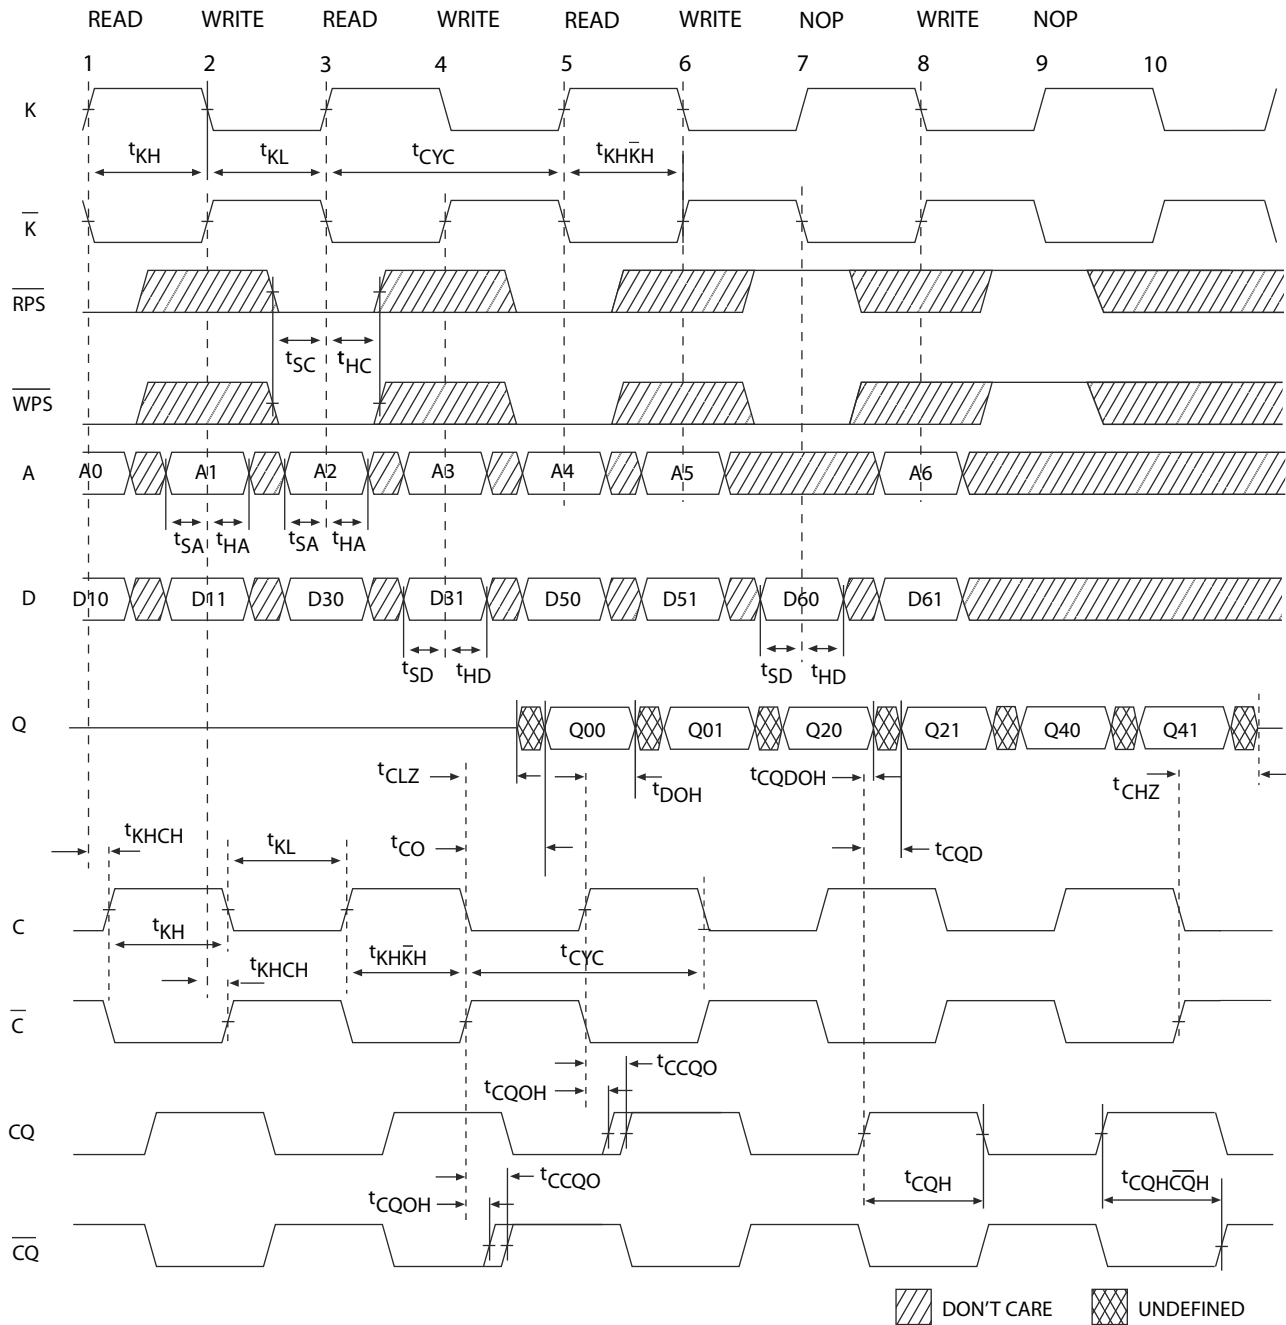 READ WRITE READ WRITE READ WRITE NOP WRITE NOP
1 2 3 4 5 6 7 8 9 10
K
tKH tKL tCYC tKHK̅H
K̅
R̅P̅S̅
tSC tHC
W̅P̅S̅
A A0 A1 A2 A3 A4 A5 A6
tSA tHA tSA tHA
D D10 D11 D30 D31 D50 D51 D60 D61
tSD tHD tSD tHD
Q Q00 Q01 Q20 Q21 Q40 Q41
tCLZ tDOH tCQDOH tCHZ
tKHCH tKL tCO tCQD
C
tKH tKHK̅H tCYC
tKHCH
C̅
tCCQO
tCQOH
CQ
tCCQO tCQH tCQHC̅Q̅H
tCQOH
C̅Q̅
DON'T CARE UNDEFINED